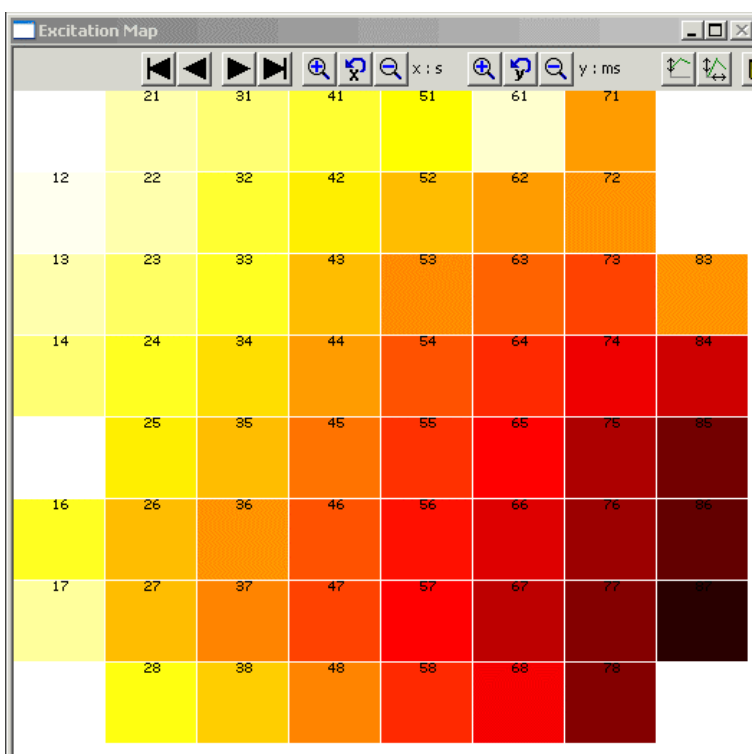 Excitation Map
x x : s y y : ms
21 31 41 51 61 71
12 22 32 42 52 62 72
13 23 33 43 53 63 73 83
14 24 34 44 54 64 74 84
25 35 45 55 65 75 85
16 26 36 46 56 66 76 86
17 27 37 47 57 67 77 87
28 38 48 58 68 78